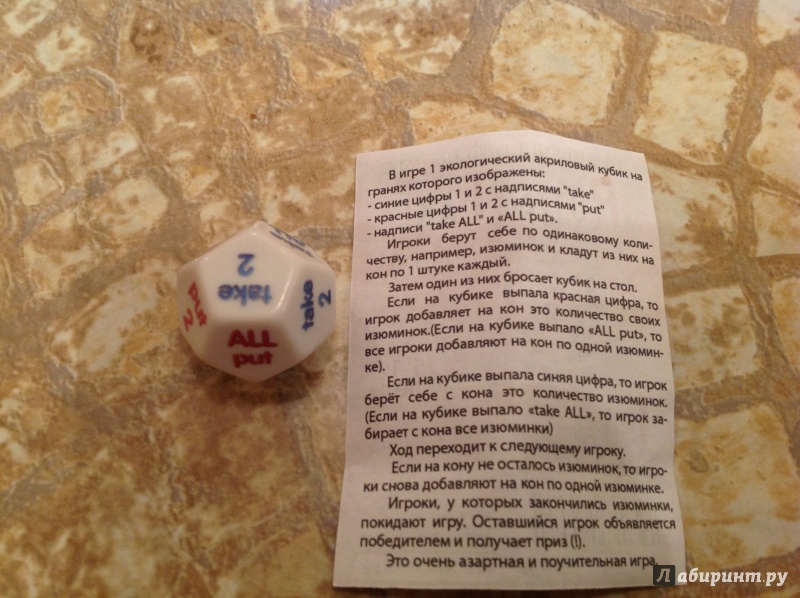 take
2
take
2
put
2
ALL
put
В игре 1 экологический акриловый кубик на
гранях которого изображены:
- синие цифры 1 и 2 с надписями "take"
- красные цифры 1 и 2 с надписями "put"
- надписи "take ALL" и «ALL put».
Игроки берут себе по одинаковому коли-
честву, например, изюминок и кладут из них на
кон по 1 штуке каждый.
Затем один из них бросает кубик на стол.
Если на кубике выпала красная цифра, то
игрок добавляет на кон это количество своих
изюминок.(Если на кубике выпало «ALL put», то
все игроки добавляют на кон по одной изюмин-
ке).
Если на кубике выпала синяя цифра, то игрок
берёт себе с кона это количество изюминок.
(Если на кубике выпало «take ALL», то игрок за-
бирает с кона все изюминки)
Ход переходит к следующему игроку.
Если на кону не осталось изюминок, то игро-
ки снова добавляют на кон по одной изюминке.
Игроки, у которых закончились изюминки,
покидают игру. Оставшийся игрок объявляется
победителем и получает приз (!).
Это очень азартная и поучительная игра.
Лабиринт.ру